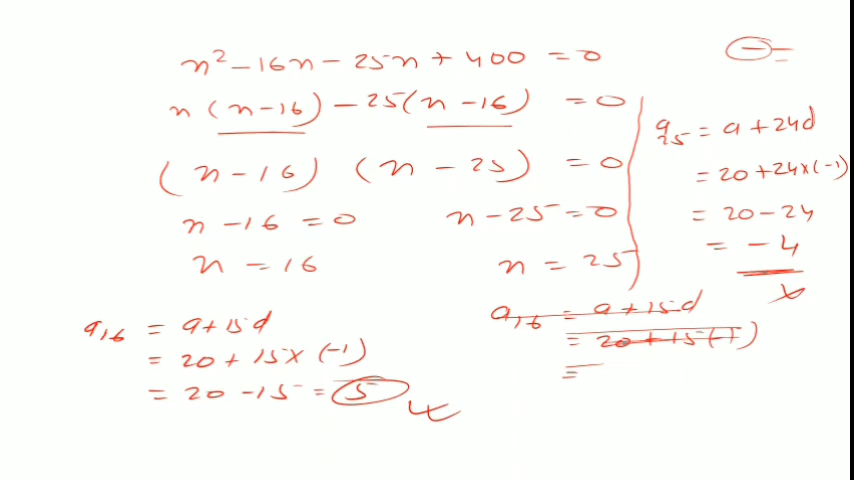 n² - 16n - 25n + 400 = 0
n (n - 16) - 25 (n - 16) = 0
(n - 16) (n - 25) = 0
n - 16 = 0
n = 16
n - 25 = 0
n = 25
a₁₆ = a + 15d
= 20 + 15 × (-1)
= 20 - 15 = 5
a₁₆ = a + 15d
= 20 + 15 (-1)
=
a₂₅ = a + 24d
= 20 + 24 × (-1)
= 20 - 24
= - 4